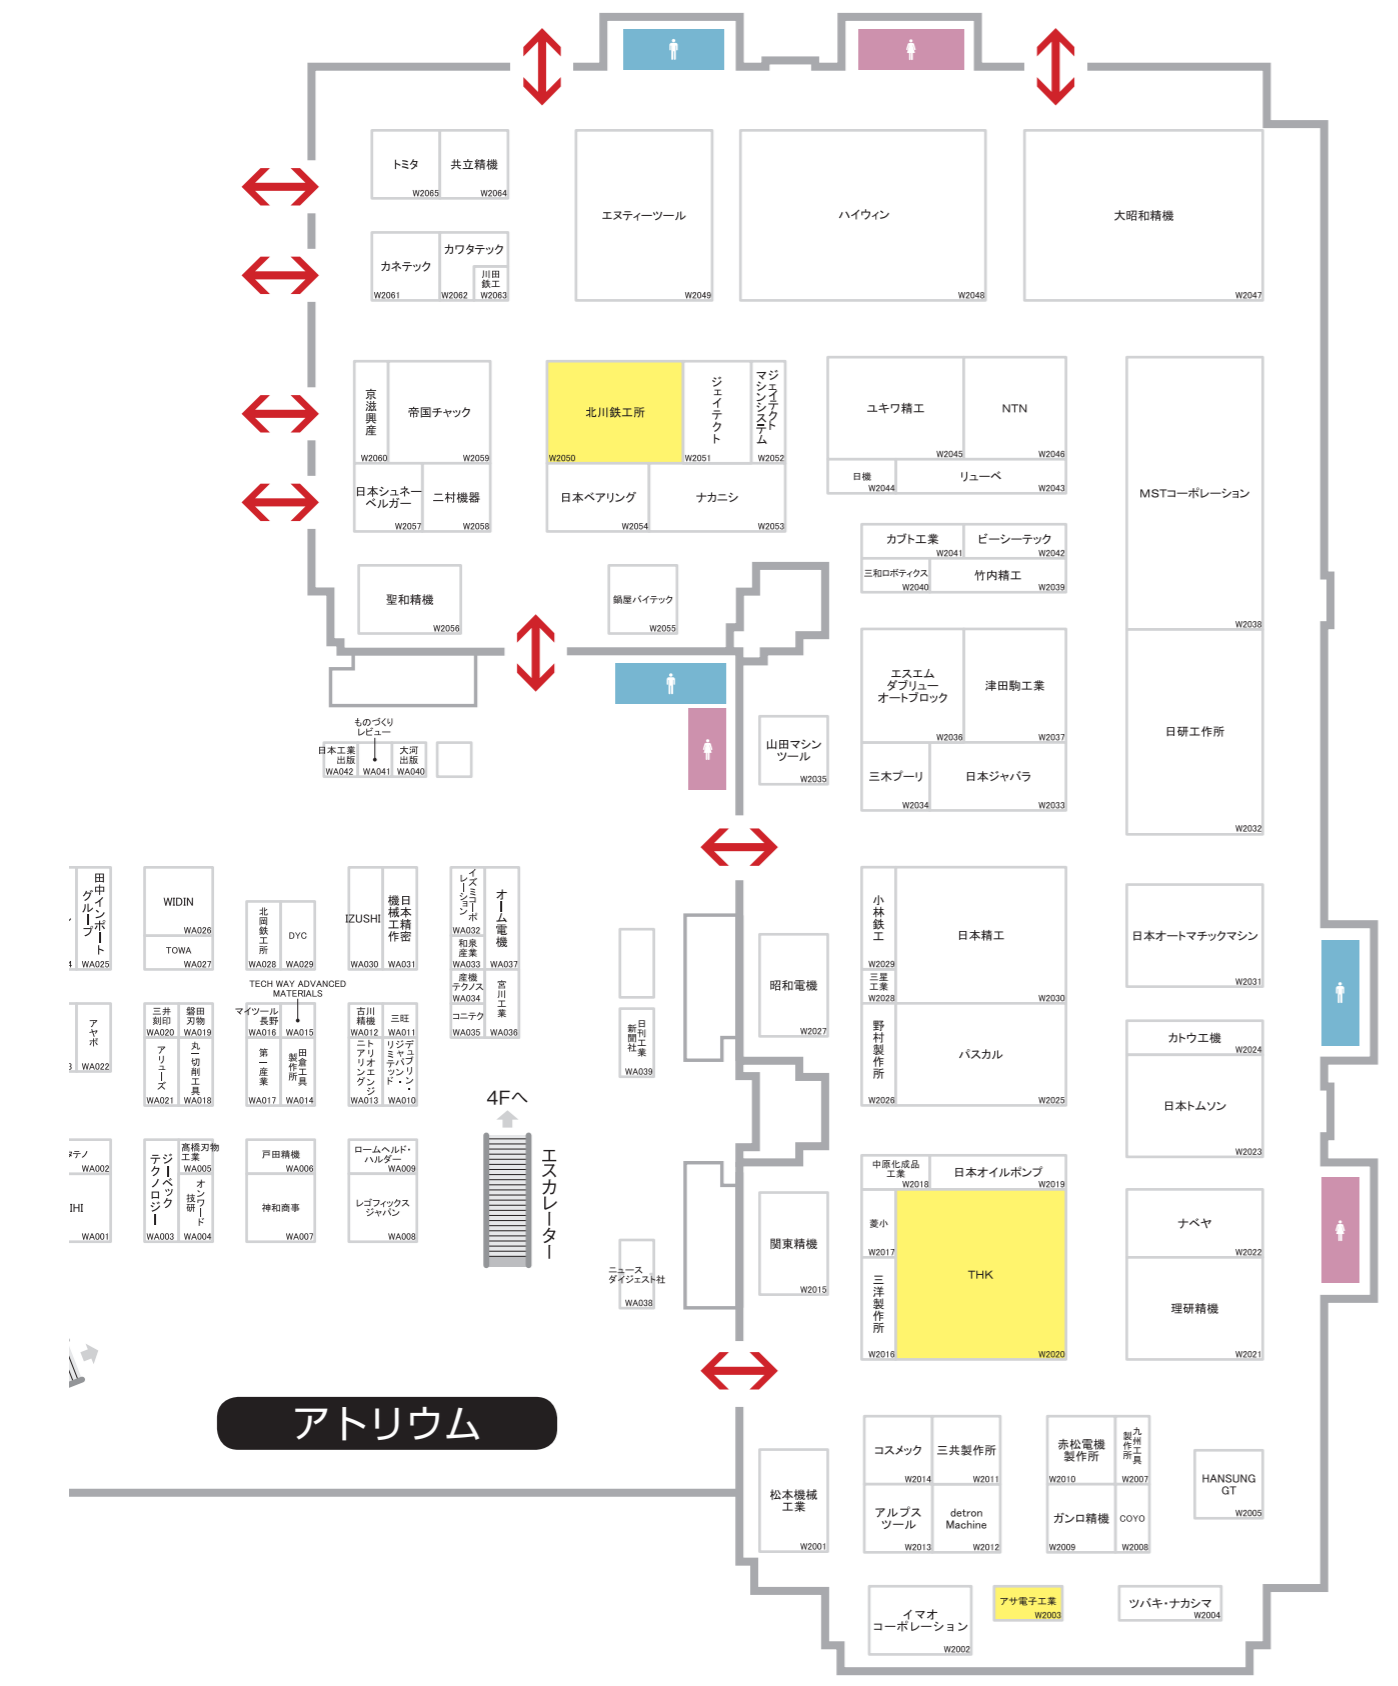 トミタ
W2065
共立精機
W2064
エヌティーツール
W2049
ハイウィン
W2048
大昭和精機
W2047
カネテック
W2061
カワタテック
W2062
川田
鉄工
W2063
京滋興産
W2060
帝国チャック
W2059
北川鉄工所
W2050
ジェイテクト
W2051
ジェイテクト
マシンシステム
W2052
ユキワ精工
W2045
NTN
W2046
日機
W2044
リューベ
W2043
MSTコーポレーション
W2038
日本シュネー
ベルガー
W2057
二村機器
W2058
日本ベアリング
W2054
ナカニシ
W2053
カブト工業
W2041
ビーシーテック
W2042
三和ロボティクス
W2040
竹内精工
W2039
聖和精機
W2056
鍋屋バイテック
W2055
エスエム
ダブリュー
オートブロック
W2036
津田駒工業
W2037
日研工作所
W2032
ものづくり
レビュー
日本工業
出版
WA042
WA041
大河
出版
WA040
山田マシン
ツール
W2035
三木プーリ
W2034
日本ジャバラ
W2033
田中インポート
グループ
WA025
WIDIN
WA026
TOWA
WA027
北岡鉄工所
WA028
DYC
WA029
IZUSHI
WA030
日本精密
機械工作
WA031
イズミコーポ
レーション
WA032
和泉
産業
WA033
オーム電機
WA037
産機
テクノス
WA034
コニテク
WA035
宮川工業
WA036
小林鉄工
W2029
三星
工業
W2028
日本精工
W2030
日本オートマチックマシン
W2031
昭和電機
W2027
野村製作所
W2026
パスカル
W2025
カトウ工機
W2024
日本トムソン
W2023
TECH WAY ADVANCED
MATERIALS
アヤボ
WA022
三井
刻印
WA020
磐田
刃物
WA019
アリューズ
WA021
丸一切削工具
WA018
マイツール
長野
WA016
WA015
第一産業
WA017
田倉工具
製作所
WA014
古川
精機
WA012
三旺
WA011
トリオエンジ
ニアリング
WA013
デュブリン・
ジャパン・
リミテッド
WA010
日刊工業
新聞社
WA039
4Fへ
エスカレーター
WA002
WA001
ジーベック
テクノロジー
WA003
髙橋刃物
工業
WA005
オンワード
技研
WA004
戸田精機
WA006
神和商事
WA007
ロームヘルド・
ハルダー
WA009
レゴフィックス
ジャパン
WA008
ニュース
ダイジェスト社
WA038
関東精機
W2015
中原化成品
工業
W2018
日本オイルポンプ
W2019
菱小
W2017
三洋製作所
W2016
THK
W2020
ナベヤ
W2022
理研精機
W2021
アトリウム
松本機械
工業
W2001
コスメック
W2014
三共製作所
W2011
アルプス
ツール
W2013
detron
Machine
W2012
赤松電機
製作所
W2010
九州工具
製作所
W2007
ガンロ精機
W2009
COYO
W2008
HANSUNG
GT
W2005
イマオ
コーポレーション
W2002
アサ電子工業
W2003
ツバキ・ナカシマ
W2004